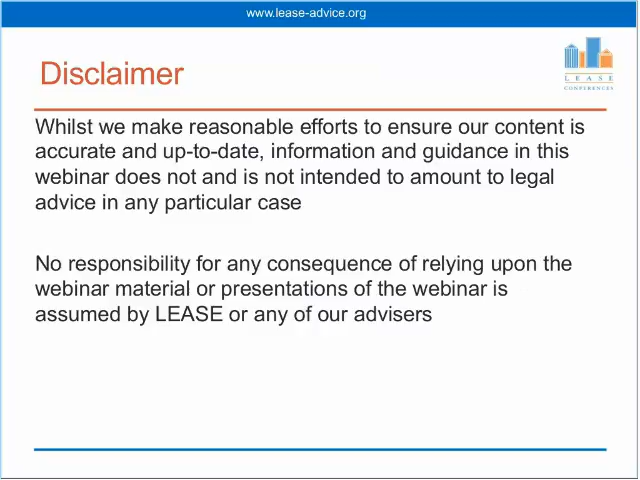 www.lease-advice.org
Disclaimer
LEASE
CONFERENCES
Whilst we make reasonable efforts to ensure our content is
accurate and up-to-date, information and guidance in this
webinar does not and is not intended to amount to legal
advice in any particular case
No responsibility for any consequence of relying upon the
webinar material or presentations of the webinar is
assumed by LEASE or any of our advisers